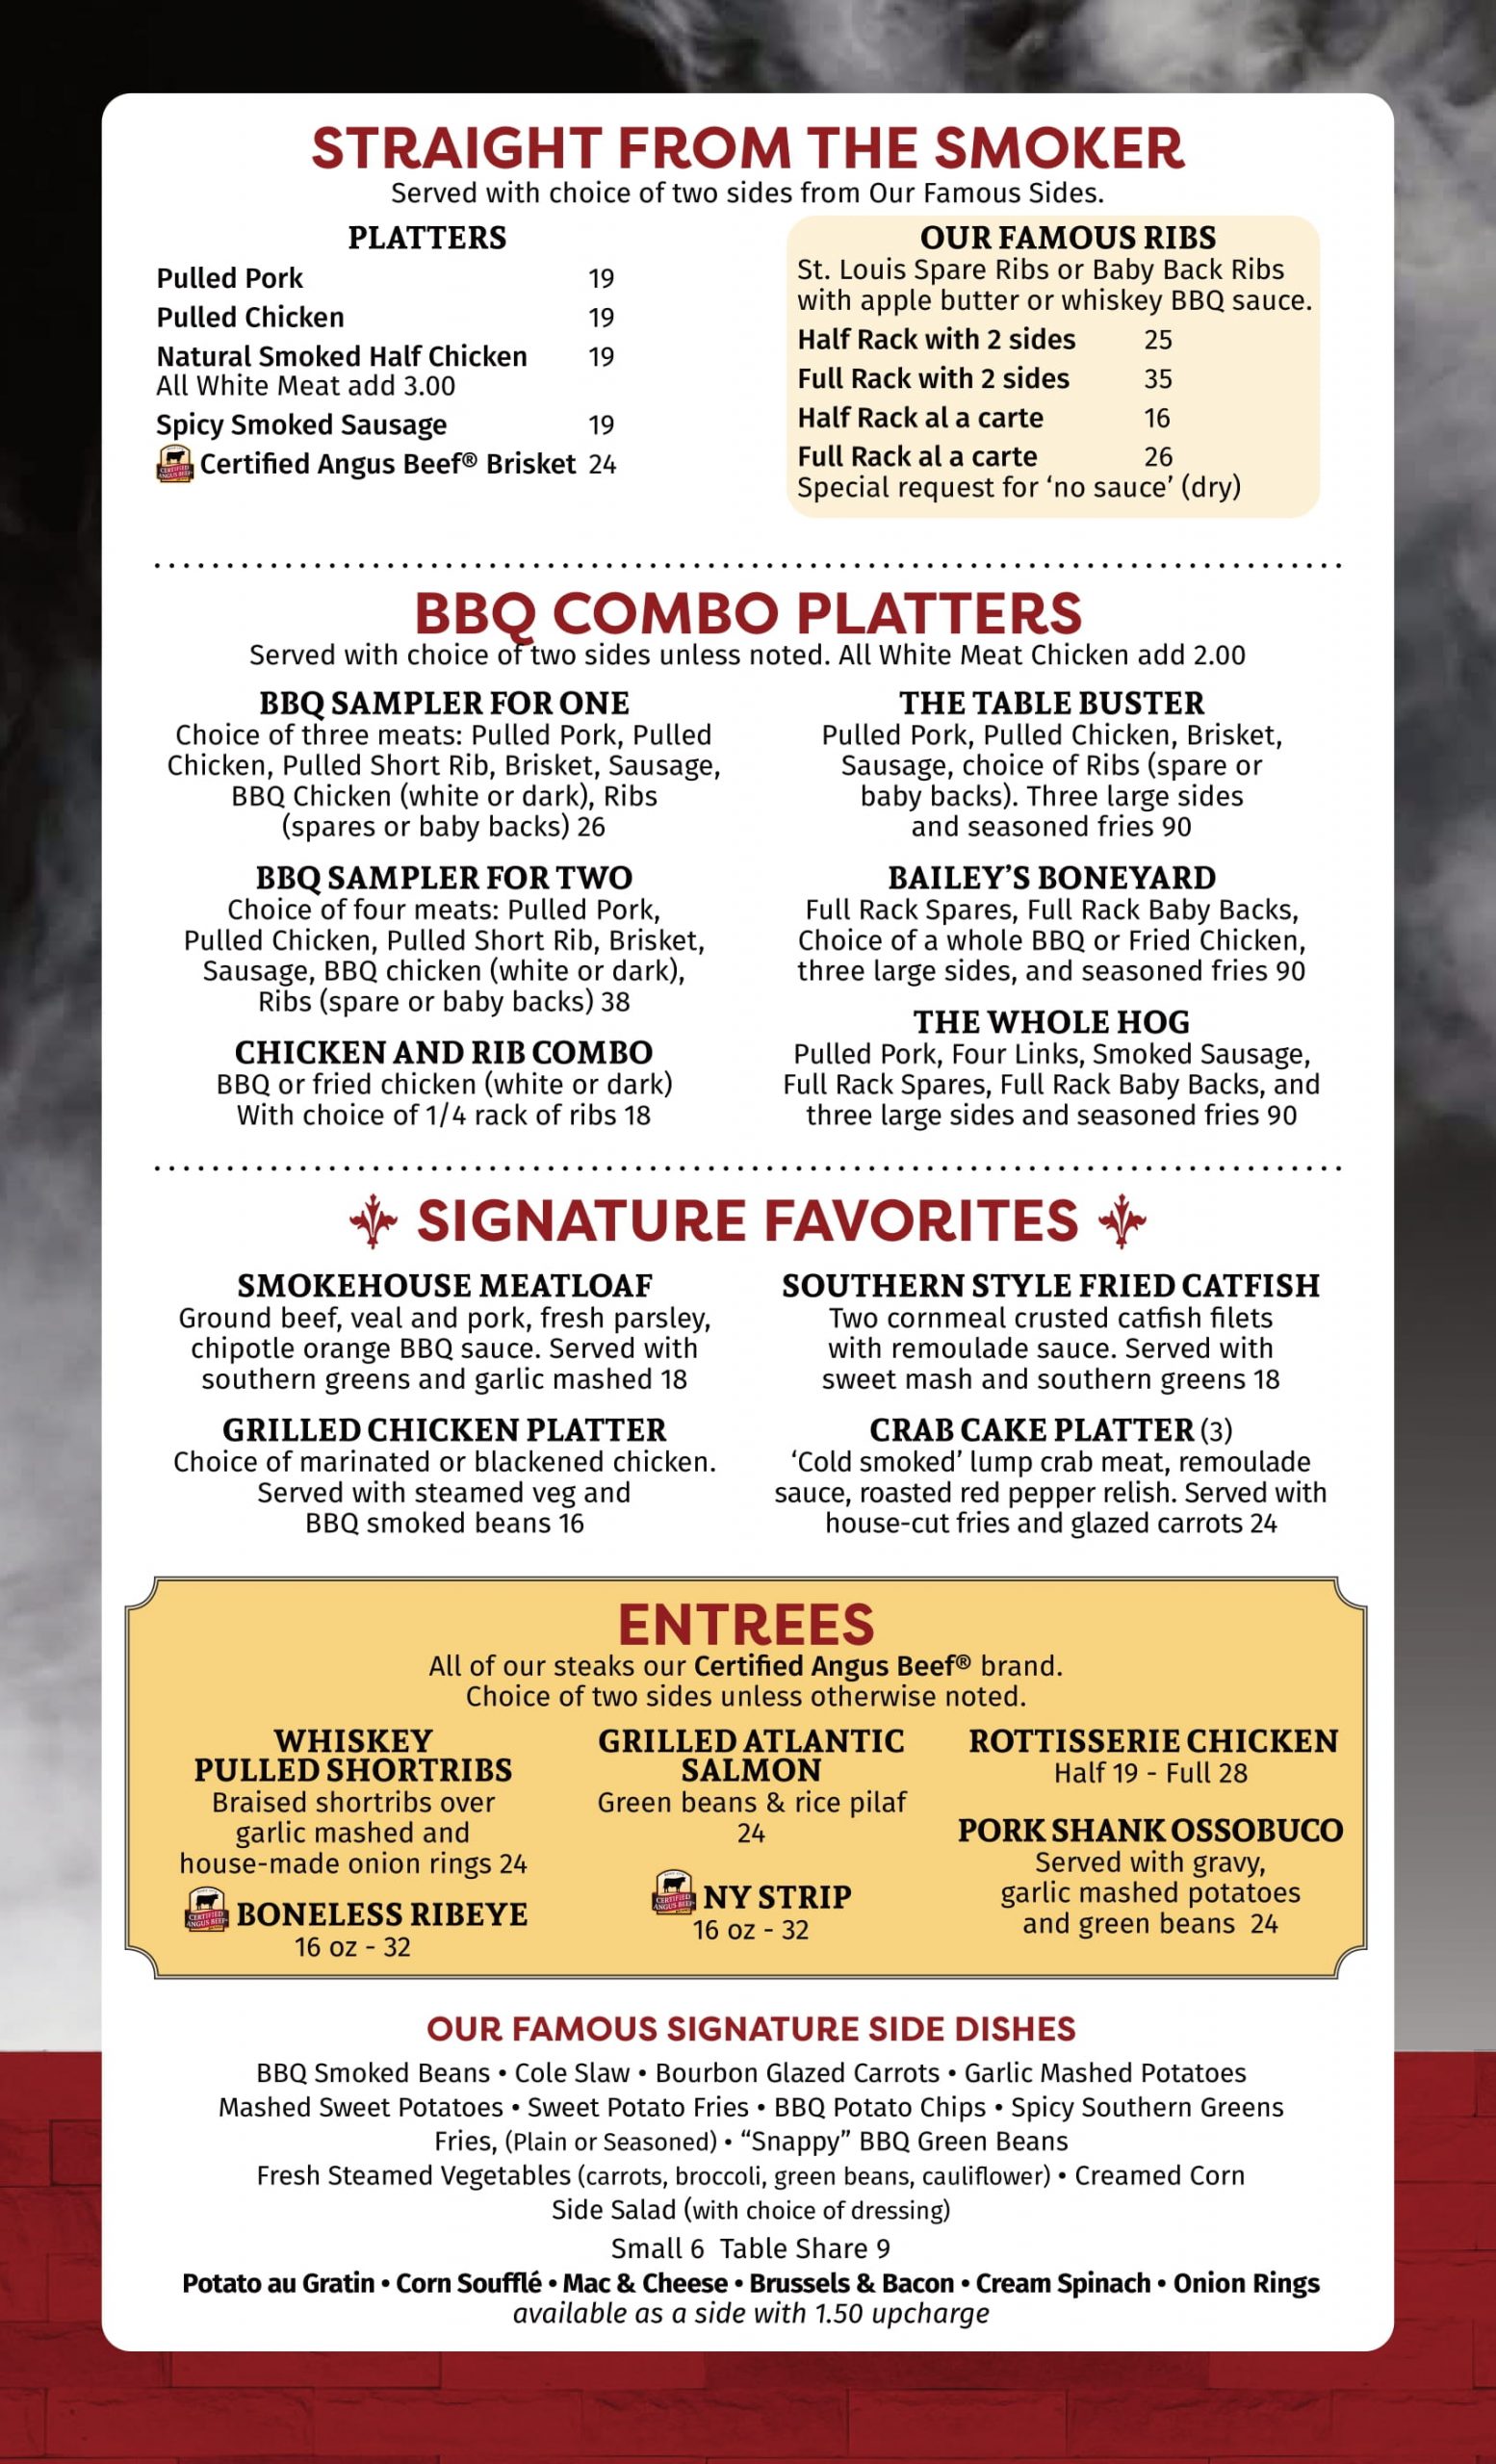 STRAIGHT FROM THE SMOKER
Served with choice of two sides from Our Famous Sides.
PLATTERS
Pulled Pork 19
Pulled Chicken 19
Natural Smoked Half Chicken 19
All White Meat add 3.00
Spicy Smoked Sausage 19
CERTIFIED ANGUS BEEF Certified Angus Beef® Brisket 24
OUR FAMOUS RIBS
St. Louis Spare Ribs or Baby Back Ribs
with apple butter or whiskey BBQ sauce.
Half Rack with 2 sides 25
Full Rack with 2 sides 35
Half Rack al a carte 16
Full Rack al a carte 26
Special request for ‘no sauce’ (dry)
BBQ COMBO PLATTERS
Served with choice of two sides unless noted. All White Meat Chicken add 2.00
BBQ SAMPLER FOR ONE
Choice of three meats: Pulled Pork, Pulled
Chicken, Pulled Short Rib, Brisket, Sausage,
BBQ Chicken (white or dark), Ribs
(spares or baby backs) 26
BBQ SAMPLER FOR TWO
Choice of four meats: Pulled Pork,
Pulled Chicken, Pulled Short Rib, Brisket,
Sausage, BBQ chicken (white or dark),
Ribs (spare or baby backs) 38
CHICKEN AND RIB COMBO
BBQ or fried chicken (white or dark)
With choice of 1/4 rack of ribs 18
THE TABLE BUSTER
Pulled Pork, Pulled Chicken, Brisket,
Sausage, choice of Ribs (spare or
baby backs). Three large sides
and seasoned fries 90
BAILEY’S BONEYARD
Full Rack Spares, Full Rack Baby Backs,
Choice of a whole BBQ or Fried Chicken,
three large sides, and seasoned fries 90
THE WHOLE HOG
Pulled Pork, Four Links, Smoked Sausage,
Full Rack Spares, Full Rack Baby Backs, and
three large sides and seasoned fries 90
SIGNATURE FAVORITES
SMOKEHOUSE MEATLOAF
Ground beef, veal and pork, fresh parsley,
chipotle orange BBQ sauce. Served with
southern greens and garlic mashed 18
GRILLED CHICKEN PLATTER
Choice of marinated or blackened chicken.
Served with steamed veg and
BBQ smoked beans 16
SOUTHERN STYLE FRIED CATFISH
Two cornmeal crusted catfish filets
with remoulade sauce. Served with
sweet mash and southern greens 18
CRAB CAKE PLATTER (3)
‘Cold smoked’ lump crab meat, remoulade
sauce, roasted red pepper relish. Served with
house-cut fries and glazed carrots 24
ENTREES
All of our steaks our Certified Angus Beef® brand.
Choice of two sides unless otherwise noted.
WHISKEY
PULLED SHORTRIBS
Braised shortribs over
garlic mashed and
house-made onion rings 24
CERTIFIED ANGUS BEEF BONELESS RIBEYE
16 oz - 32
GRILLED ATLANTIC
SALMON
Green beans & rice pilaf
24
CERTIFIED ANGUS BEEF NY STRIP
16 oz - 32
ROTTISSERIE CHICKEN
Half 19 - Full 28
PORK SHANK OSSOBUCO
Served with gravy,
garlic mashed potatoes
and green beans 24
OUR FAMOUS SIGNATURE SIDE DISHES
BBQ Smoked Beans • Cole Slaw • Bourbon Glazed Carrots • Garlic Mashed Potatoes
Mashed Sweet Potatoes • Sweet Potato Fries • BBQ Potato Chips • Spicy Southern Greens
Fries, (Plain or Seasoned) • “Snappy” BBQ Green Beans
Fresh Steamed Vegetables (carrots, broccoli, green beans, cauliflower) • Creamed Corn
Side Salad (with choice of dressing)
Small 6 Table Share 9
Potato au Gratin • Corn Soufflé • Mac & Cheese • Brussels & Bacon • Cream Spinach • Onion Rings
available as a side with 1.50 upcharge